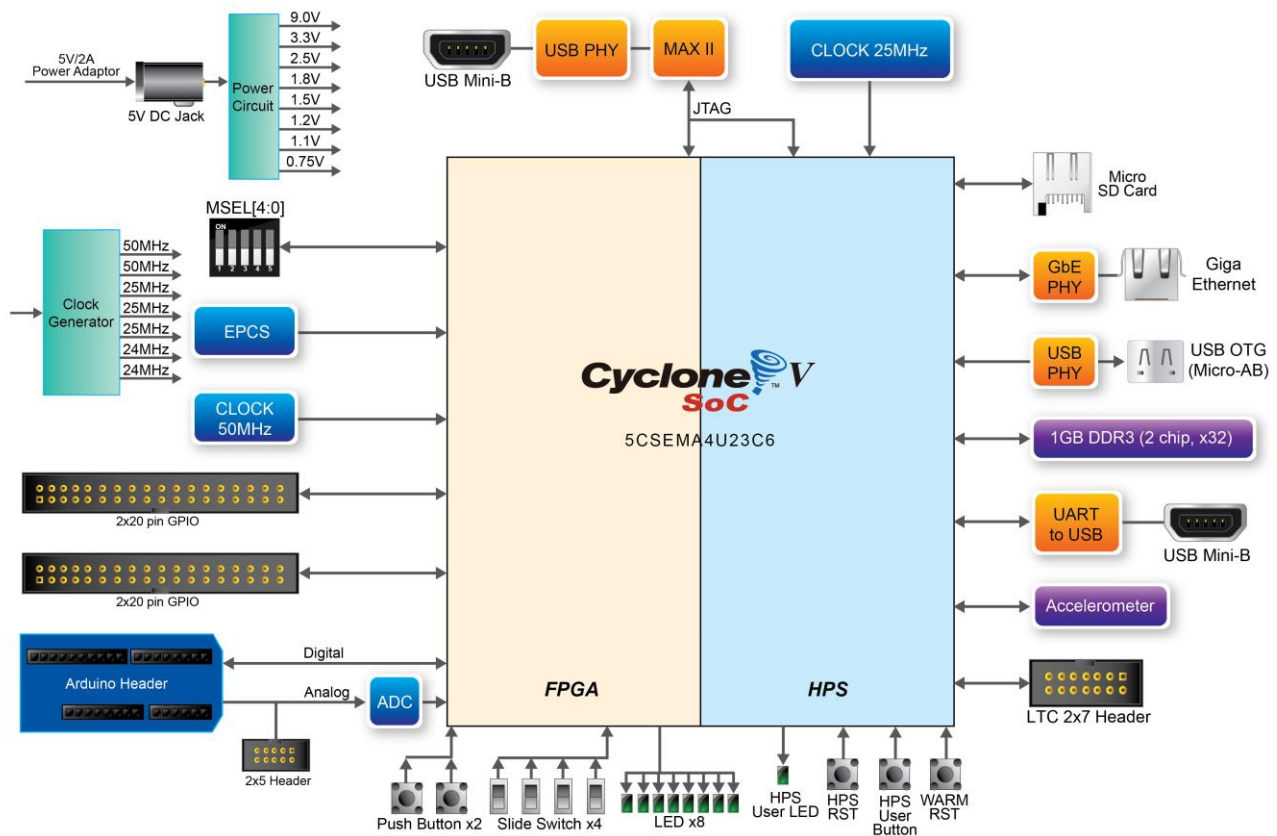 5V/2A
Power Adaptor
5V DC Jack
Power
Circuit
9.0V
3.3V
2.5V
1.8V
1.5V
1.2V
1.1V
0.75V
USB Mini-B
USB PHY
MAX II
CLOCK 25MHz
JTAG
MSEL[4:0]
ON
1 2 3 4 5
Clock
Generator
50MHz
50MHz
25MHz
25MHz
25MHz
24MHz
24MHz
EPCS
CLOCK
50MHz
2x20 pin GPIO
2x20 pin GPIO
Arduino Header
Digital
Analog
ADC
2x5 Header
Cyclone V
TM
SoC
5CSEMA4U23C6
FPGA
HPS
Micro
SD Card
GbE
PHY
Giga
Ethernet
USB
PHY
USB OTG
(Micro-AB)
1GB DDR3 (2 chip, x32)
UART
to USB
USB Mini-B
Accelerometer
LTC 2x7 Header
Push Button x2
Slide Switch x4
LED x8
HPS
User LED
HPS
RST
HPS
User
Button
WARM
RST